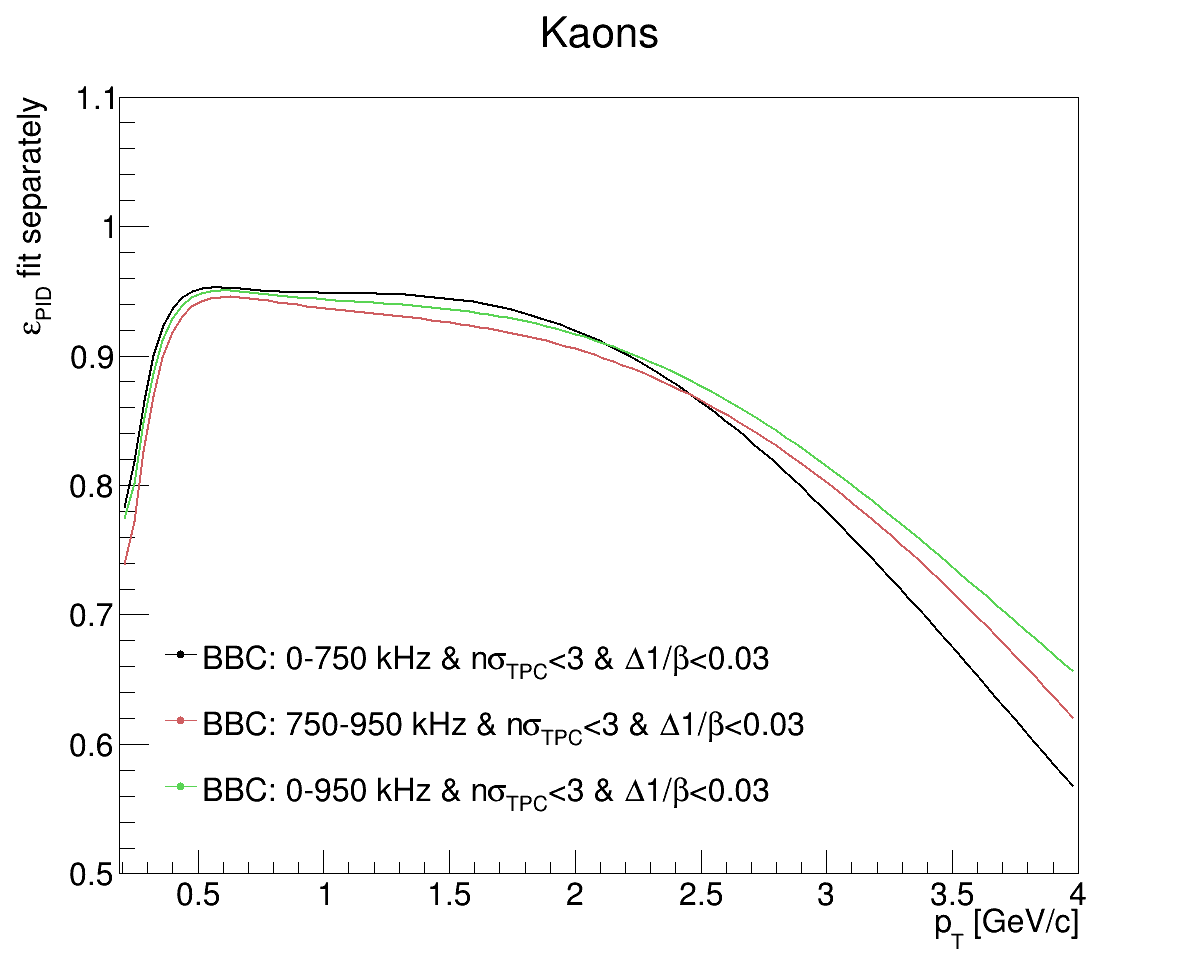 Kaons
ε_PID fit separately
1.1
1
0.9
0.8
0.7
0.6
0.5
BBC: 0-750 kHz & nσ_TPC<3 & Δ1/β<0.03
BBC: 750-950 kHz & nσ_TPC<3 & Δ1/β<0.03
BBC: 0-950 kHz & nσ_TPC<3 & Δ1/β<0.03
0.5 1 1.5 2 2.5 3 3.5 4
p_T [GeV/c]